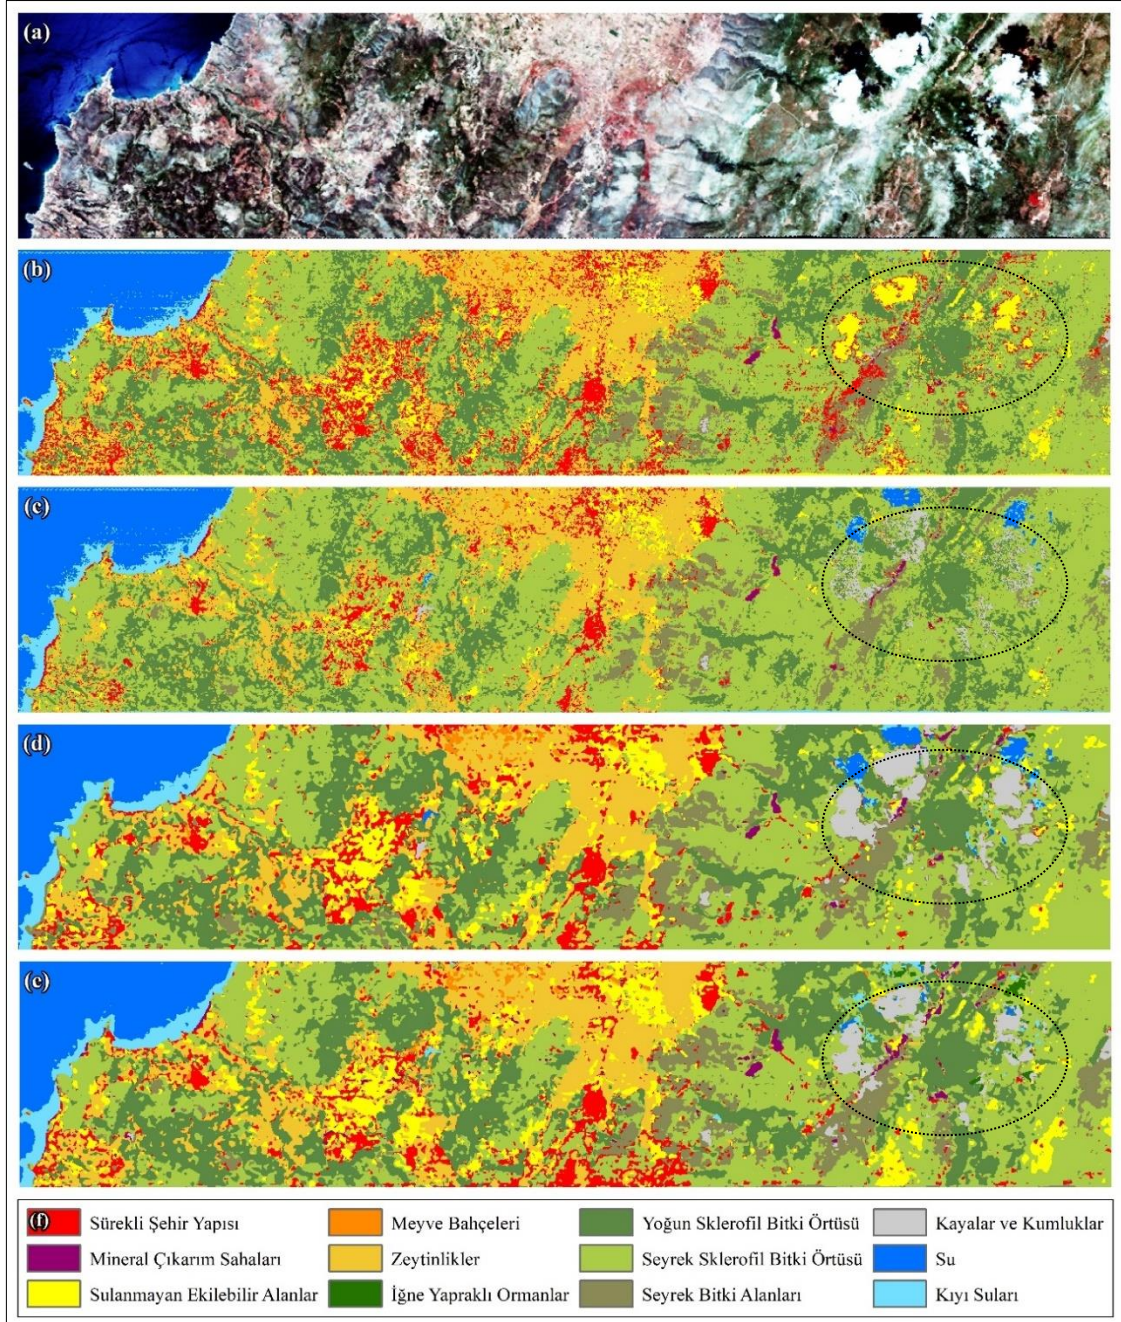 (a)
(b)
(c)
(d)
(e)
(f)
Sürekli Şehir Yapısı
Meyve Bahçeleri
Yoğun Sklerofil Bitki Örtüsü
Kayalar ve Kumluklar
Mineral Çıkarım Sahaları
Zeytinlikler
Seyrek Sklerofil Bitki Örtüsü
Su
Sulanmayan Ekilebilir Alanlar
İğne Yapraklı Ormanlar
Seyrek Bitki Alanları
Kıyı Suları